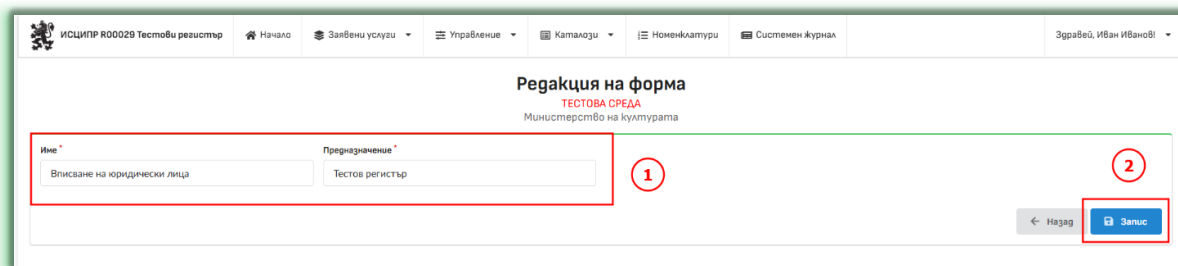 ИСЦИПР R00029 Тестови регистър Начало Заявени услуги Управление Каталози Номенклатури Системен журнал Здравей, Иван Иванов!
Редакция на форма
ТЕСТОВА СРЕДА
Министерство на културата
Име * Предназначение *
Вписване на юридически лица Тестов регистър
1
2
Назад Запис